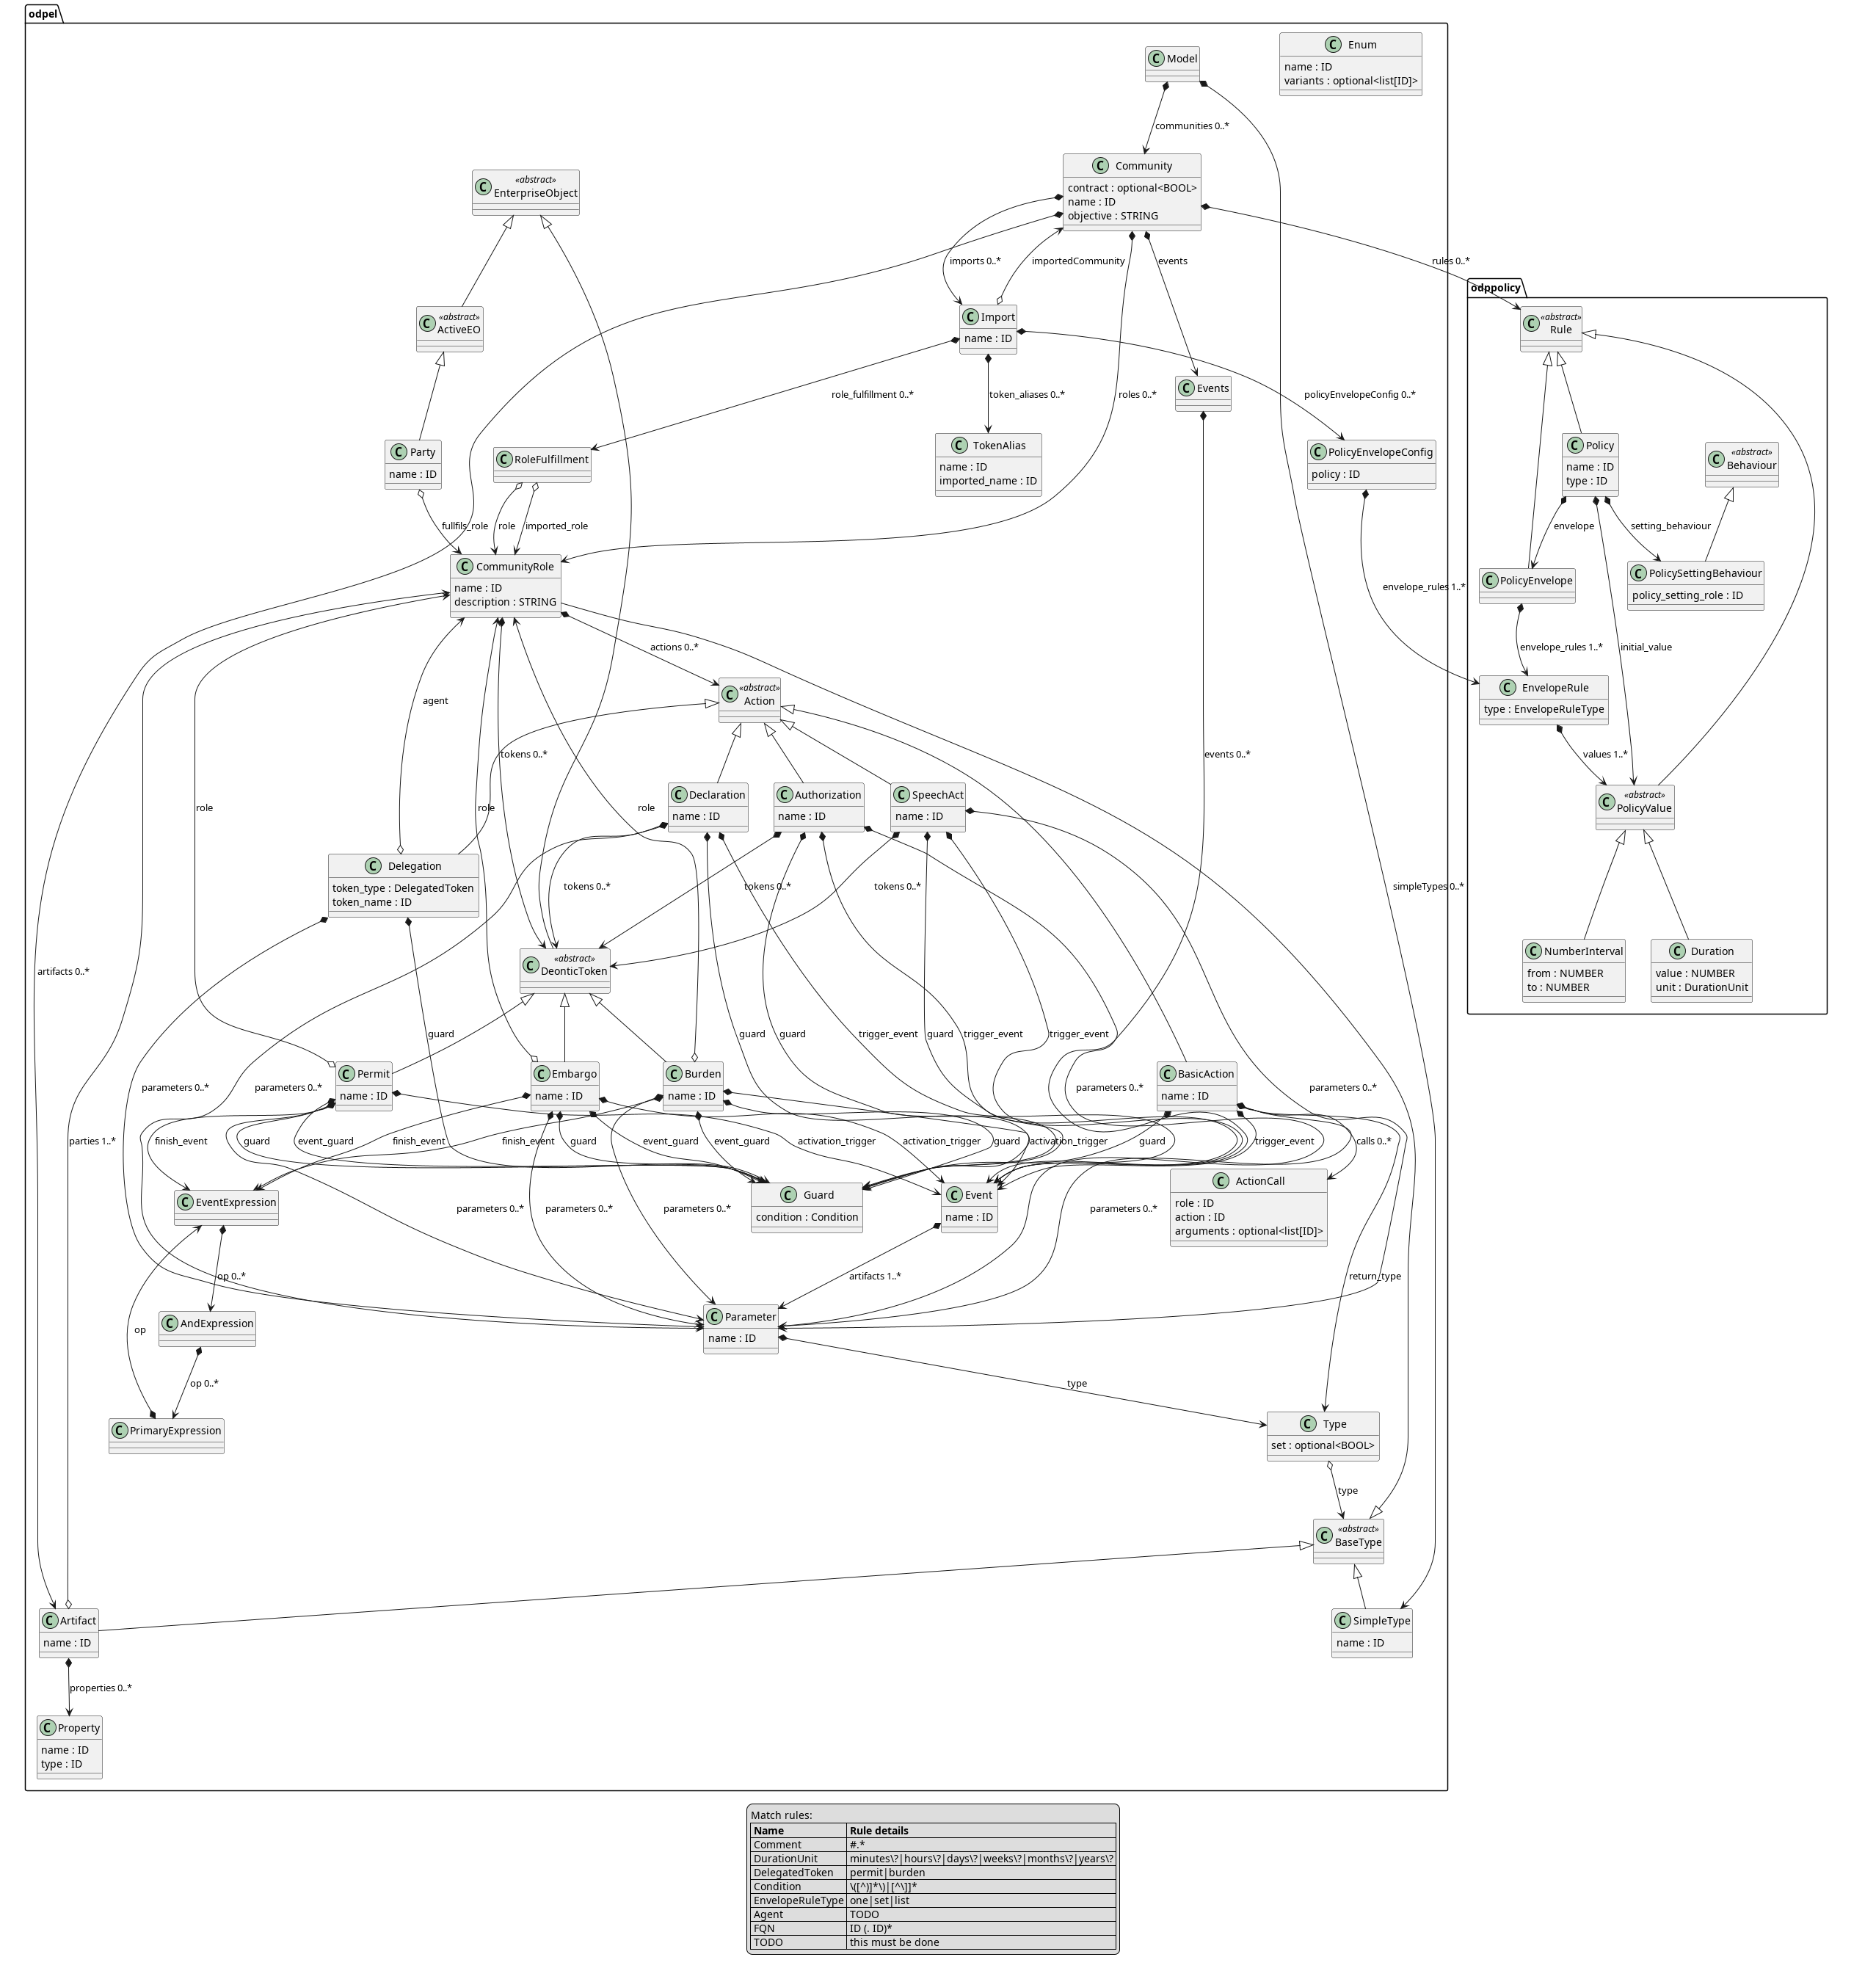 odpel
C Enum
name : ID
variants : optional<list[ID]>
C Model
communities 0..*
C Community
contract : optional<BOOL>
name : ID
objective : STRING
C «abstract»
EnterpriseObject
imports 0..*
importedCommunity
events
rules 0..*
odppolicy
C «abstract»
ActiveEO
C Import
name : ID
C «abstract»
Rule
role_fulfillment 0..*
token_aliases 0..*
roles 0..*
C Events
policyEnvelopeConfig 0..*
C Party
name : ID
C RoleFulfillment
C TokenAlias
name : ID
imported_name : ID
C PolicyEnvelopeConfig
policy : ID
C Policy
name : ID
type : ID
C «abstract»
Behaviour
fullfils_role
role
imported_role
envelope
setting_behaviour
C CommunityRole
name : ID
description : STRING
envelope_rules 1..*
C PolicyEnvelope
C PolicySettingBehaviour
policy_setting_role : ID
actions 0..*
envelope_rules 1..*
initial_value
agent
C «abstract»
Action
C EnvelopeRule
type : EnvelopeRuleType
tokens 0..*
events 0..*
values 1..*
role
role
role
C Declaration
name : ID
C Authorization
name : ID
C SpeechAct
name : ID
C «abstract»
PolicyValue
C Delegation
token_type : DelegatedToken
token_name : ID
tokens 0..*
tokens 0..*
tokens 0..*
simpleTypes 0..*
artifacts 0..*
C «abstract»
DeonticToken
C NumberInterval
from : NUMBER
to : NUMBER
C Duration
value : NUMBER
unit : DurationUnit
guard
guard
guard
trigger_event
guard
trigger_event
trigger_event
parameters 0..*
parameters 0..*
C Permit
name : ID
C Embargo
name : ID
C Burden
name : ID
parameters 0..*
C BasicAction
name : ID
parameters 0..*
parties 1..*
finish_event
guard
event_guard
finish_event
guard
event_guard
finish_event
event_guard
activation_trigger
activation_trigger
guard
activation_trigger
guard
trigger_event
calls 0..*
C EventExpression
parameters 0..*
parameters 0..*
parameters 0..*
C Guard
condition : Condition
C Event
name : ID
parameters 0..*
C ActionCall
role : ID
action : ID
arguments : optional<list[ID]>
op 0..*
artifacts 1..*
return_type
op
C AndExpression
C Parameter
name : ID
op 0..*
type
C PrimaryExpression
C Type
set : optional<BOOL>
type
C «abstract»
BaseType
C Artifact
name : ID
C SimpleType
name : ID
properties 0..*
C Property
name : ID
type : ID
Match rules:
Name Rule details
Comment #.*
DurationUnit minutes\?|hours\?|days\?|weeks\?|months\?|years\?
DelegatedToken permit|burden
Condition \([^)]*\)|[^\]]*
EnvelopeRuleType one|set|list
Agent TODO
FQN ID (. ID)*
TODO this must be done